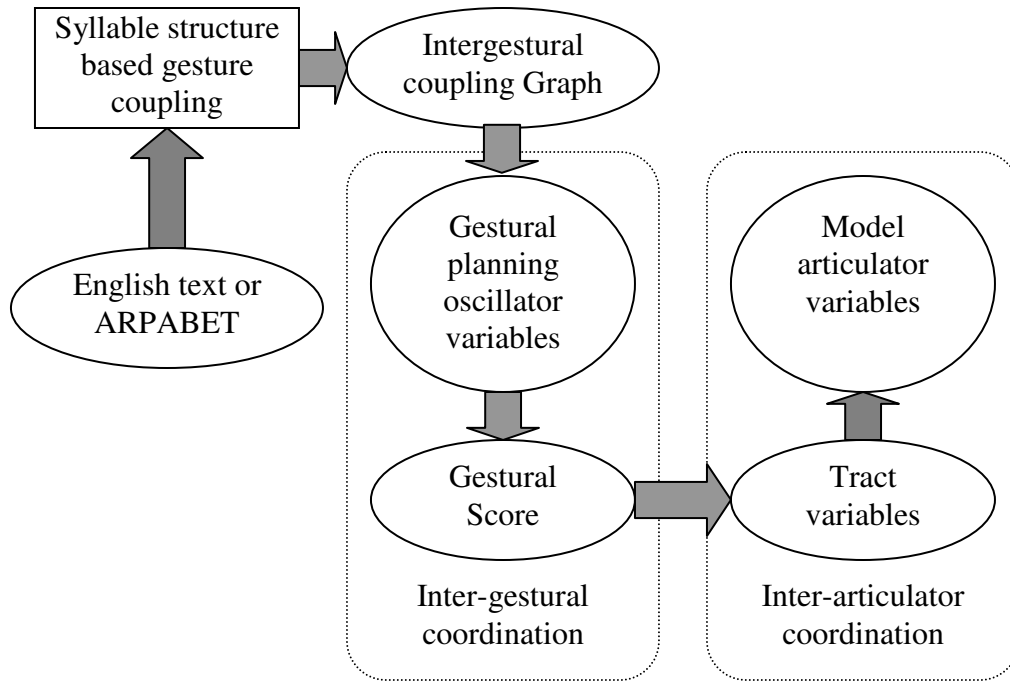 Syllable structure
based gesture
coupling
Intergestural
coupling Graph
English text or
ARPABET
Gestural
planning
oscillator
variables
Gestural
Score
Inter-gestural
coordination
Model
articulator
variables
Tract
variables
Inter-articulator
coordination